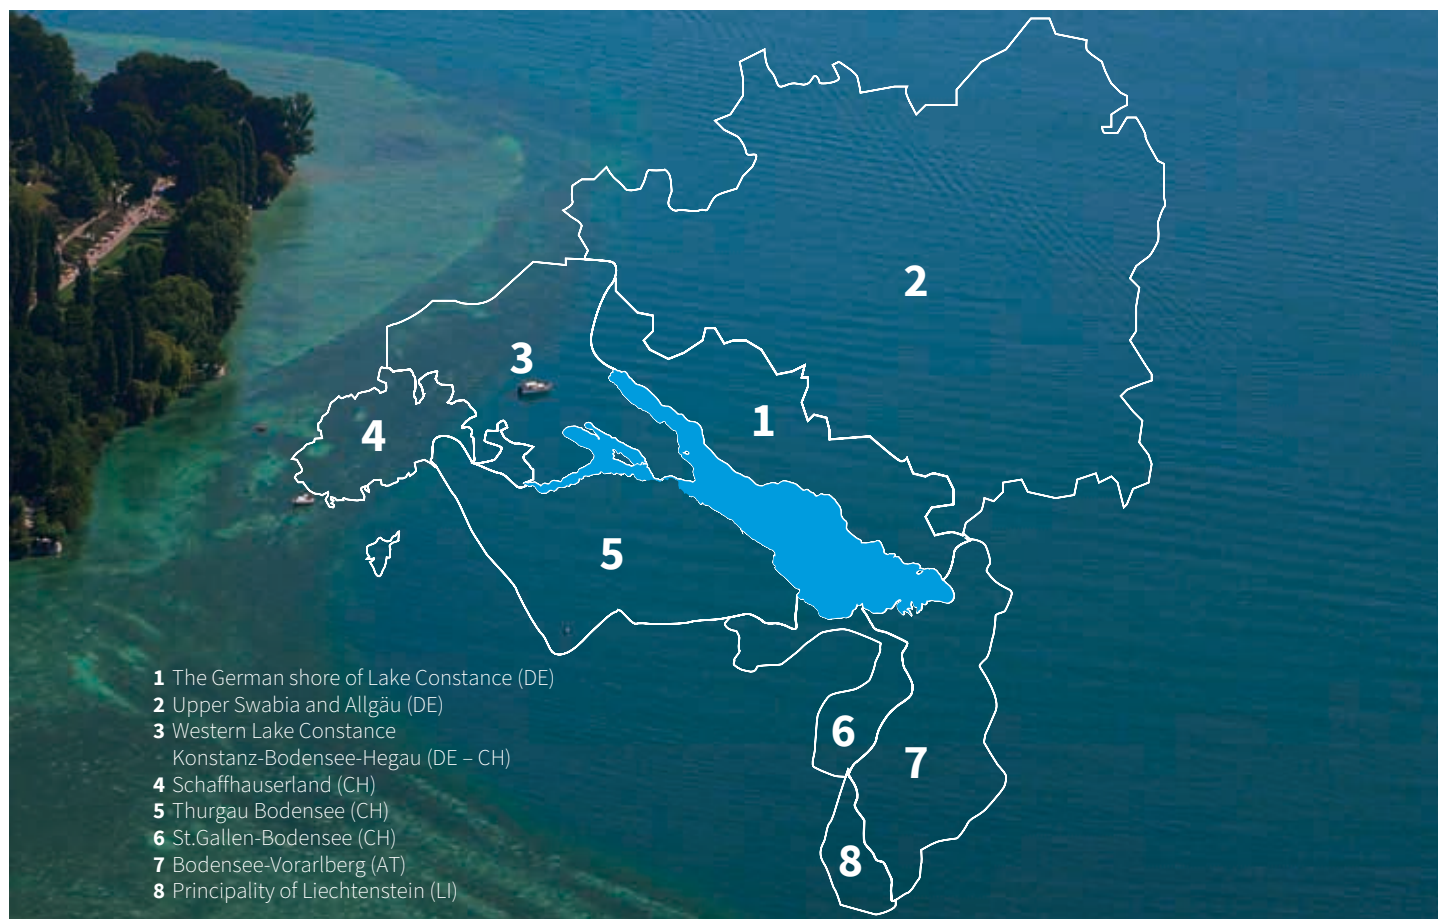 2
3
1
4
5
6
7
8
1 The German shore of Lake Constance (DE)
2 Upper Swabia and Allgäu (DE)
3 Western Lake Constance
Konstanz-Bodensee-Hegau (DE – CH)
4 Schaffhauserland (CH)
5 Thurgau Bodensee (CH)
6 St.Gallen-Bodensee (CH)
7 Bodensee-Vorarlberg (AT)
8 Principality of Liechtenstein (LI)